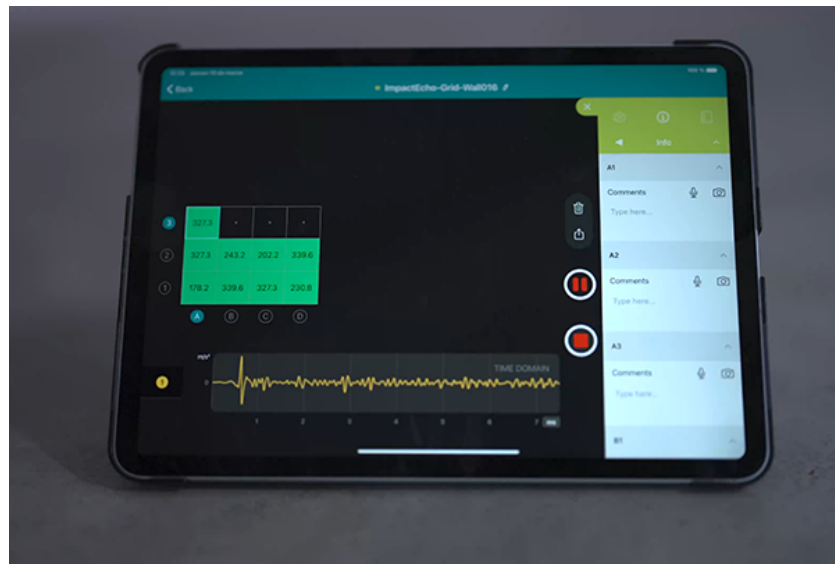 Back
ImpactEcho-Grid-Wall016
Info
A1
Comments
Type here...
A2
Comments
Type here...
A3
Comments
Type here...
B1
3
327.3
2
327.3 243.2 202.2 339.6
1
178.2 339.6 327.3 230.8
A B C D
m/s²
TIME DOMAIN
1
0
1 2 3 4 5 6 7